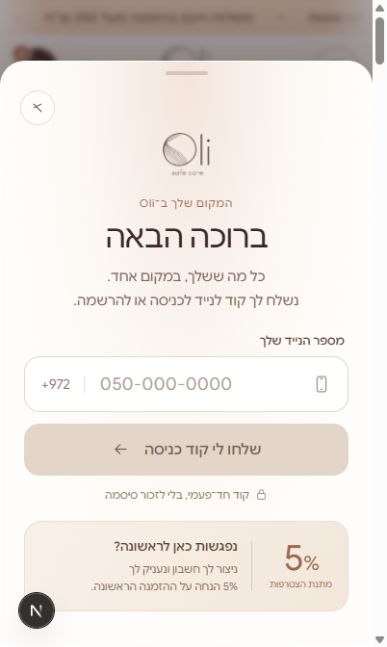 Oli
safe care
המקום שלך ב־Oli
ברוכה הבאה
כל מה ששלך, במקום אחד.
נשלח לך קוד לנייד לכניסה או להרשמה.
מספר הנייד שלך
+972 050-000-0000
שלחו לי קוד כניסה
קוד חד־פעמי, בלי לזכור סיסמה
5%
מתנת הצטרפות
נפגשות כאן לראשונה?
ניצור לך חשבון ונעניק לך
5% הנחה על ההזמנה הראשונה.
N